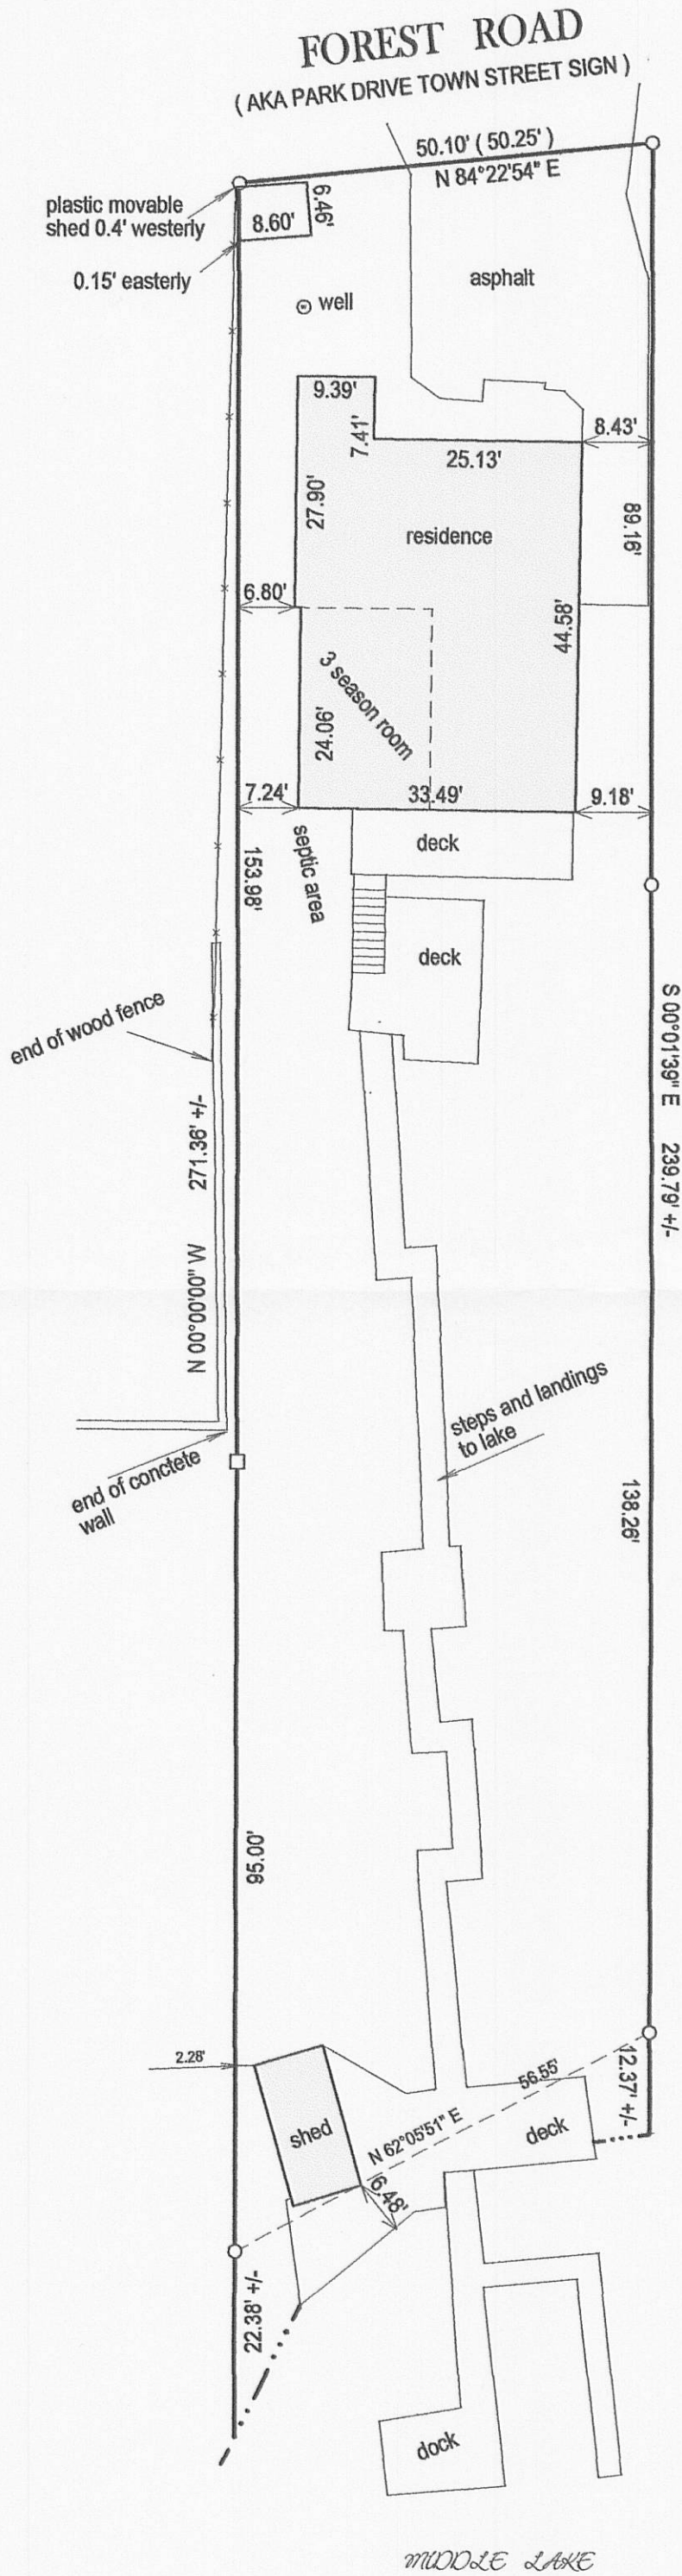 FOREST ROAD
( AKA PARK DRIVE TOWN STREET SIGN )
50.10' ( 50.25' )
N 84°22'54" E
plastic movable
shed 0.4' westerly
8.60'
6.46'
0.15' easterly
well
asphalt
9.39'
7.41'
25.13'
8.43'
27.90'
residence
89.16'
6.80'
44.58'
3 season room
24.06'
7.24'
33.49'
9.18'
153.98'
septic area
deck
deck
end of wood fence
S 00°01'39" E 239.79' +/-
N 00°00'00" W 271.36' +/-
steps and landings
to lake
end of conctete
wall
138.26'
95.00'
2.28'
shed
56.55'
N 62°05'51" E
12.37' +/-
deck
6.48'
22.38' +/-
dock
MIDDLE LAKE